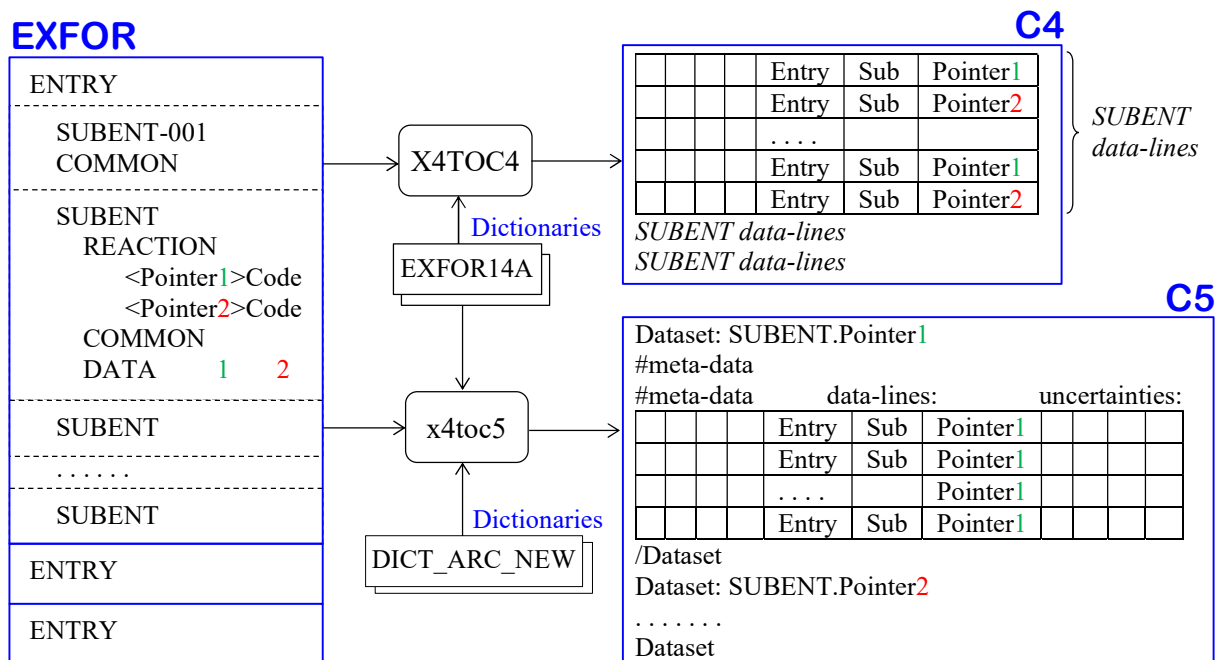 EXFOR
ENTRY
SUBENT-001
COMMON
SUBENT
REACTION
<Pointer1>Code
<Pointer2>Code
COMMON
DATA 1 2
SUBENT
. . . . . .
SUBENT
ENTRY
ENTRY
X4TOC4
Dictionaries
EXFOR14A
x4toc5
Dictionaries
DICT_ARC_NEW
C4
Entry Sub Pointer1
Entry Sub Pointer2
. . . .
Entry Sub Pointer1
Entry Sub Pointer2
SUBENT
data-lines
SUBENT data-lines
SUBENT data-lines
C5
Dataset: SUBENT.Pointer1
#meta-data
#meta-data data-lines: uncertainties:
Entry Sub Pointer1
Entry Sub Pointer1
. . . . Pointer1
Entry Sub Pointer1
/Dataset
Dataset: SUBENT.Pointer2
. . . . . . .
Dataset